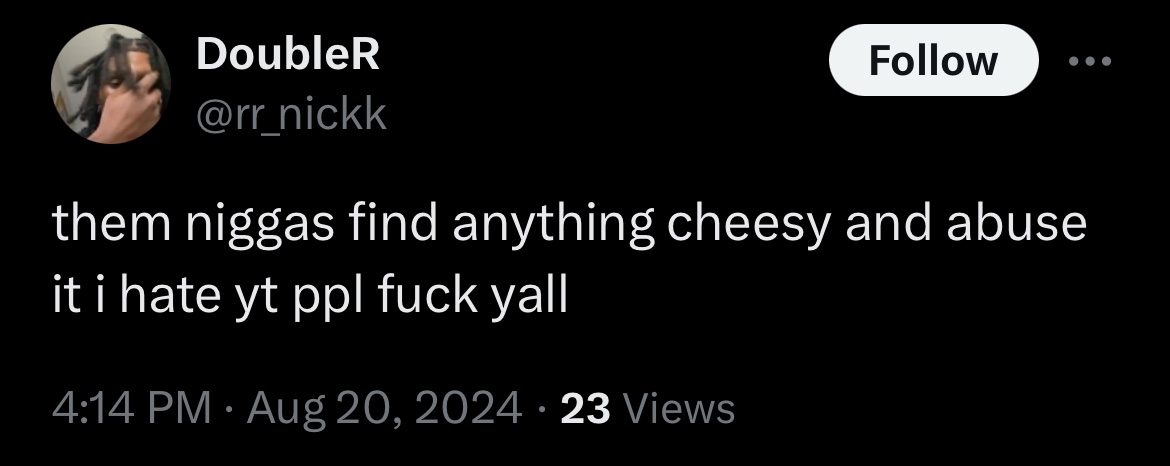 DoubleR
Follow
@rr_nickk
them niggas find anything cheesy and abuse
it i hate yt ppl fuck yall
4:14 PM · Aug 20, 2024 · 23 Views